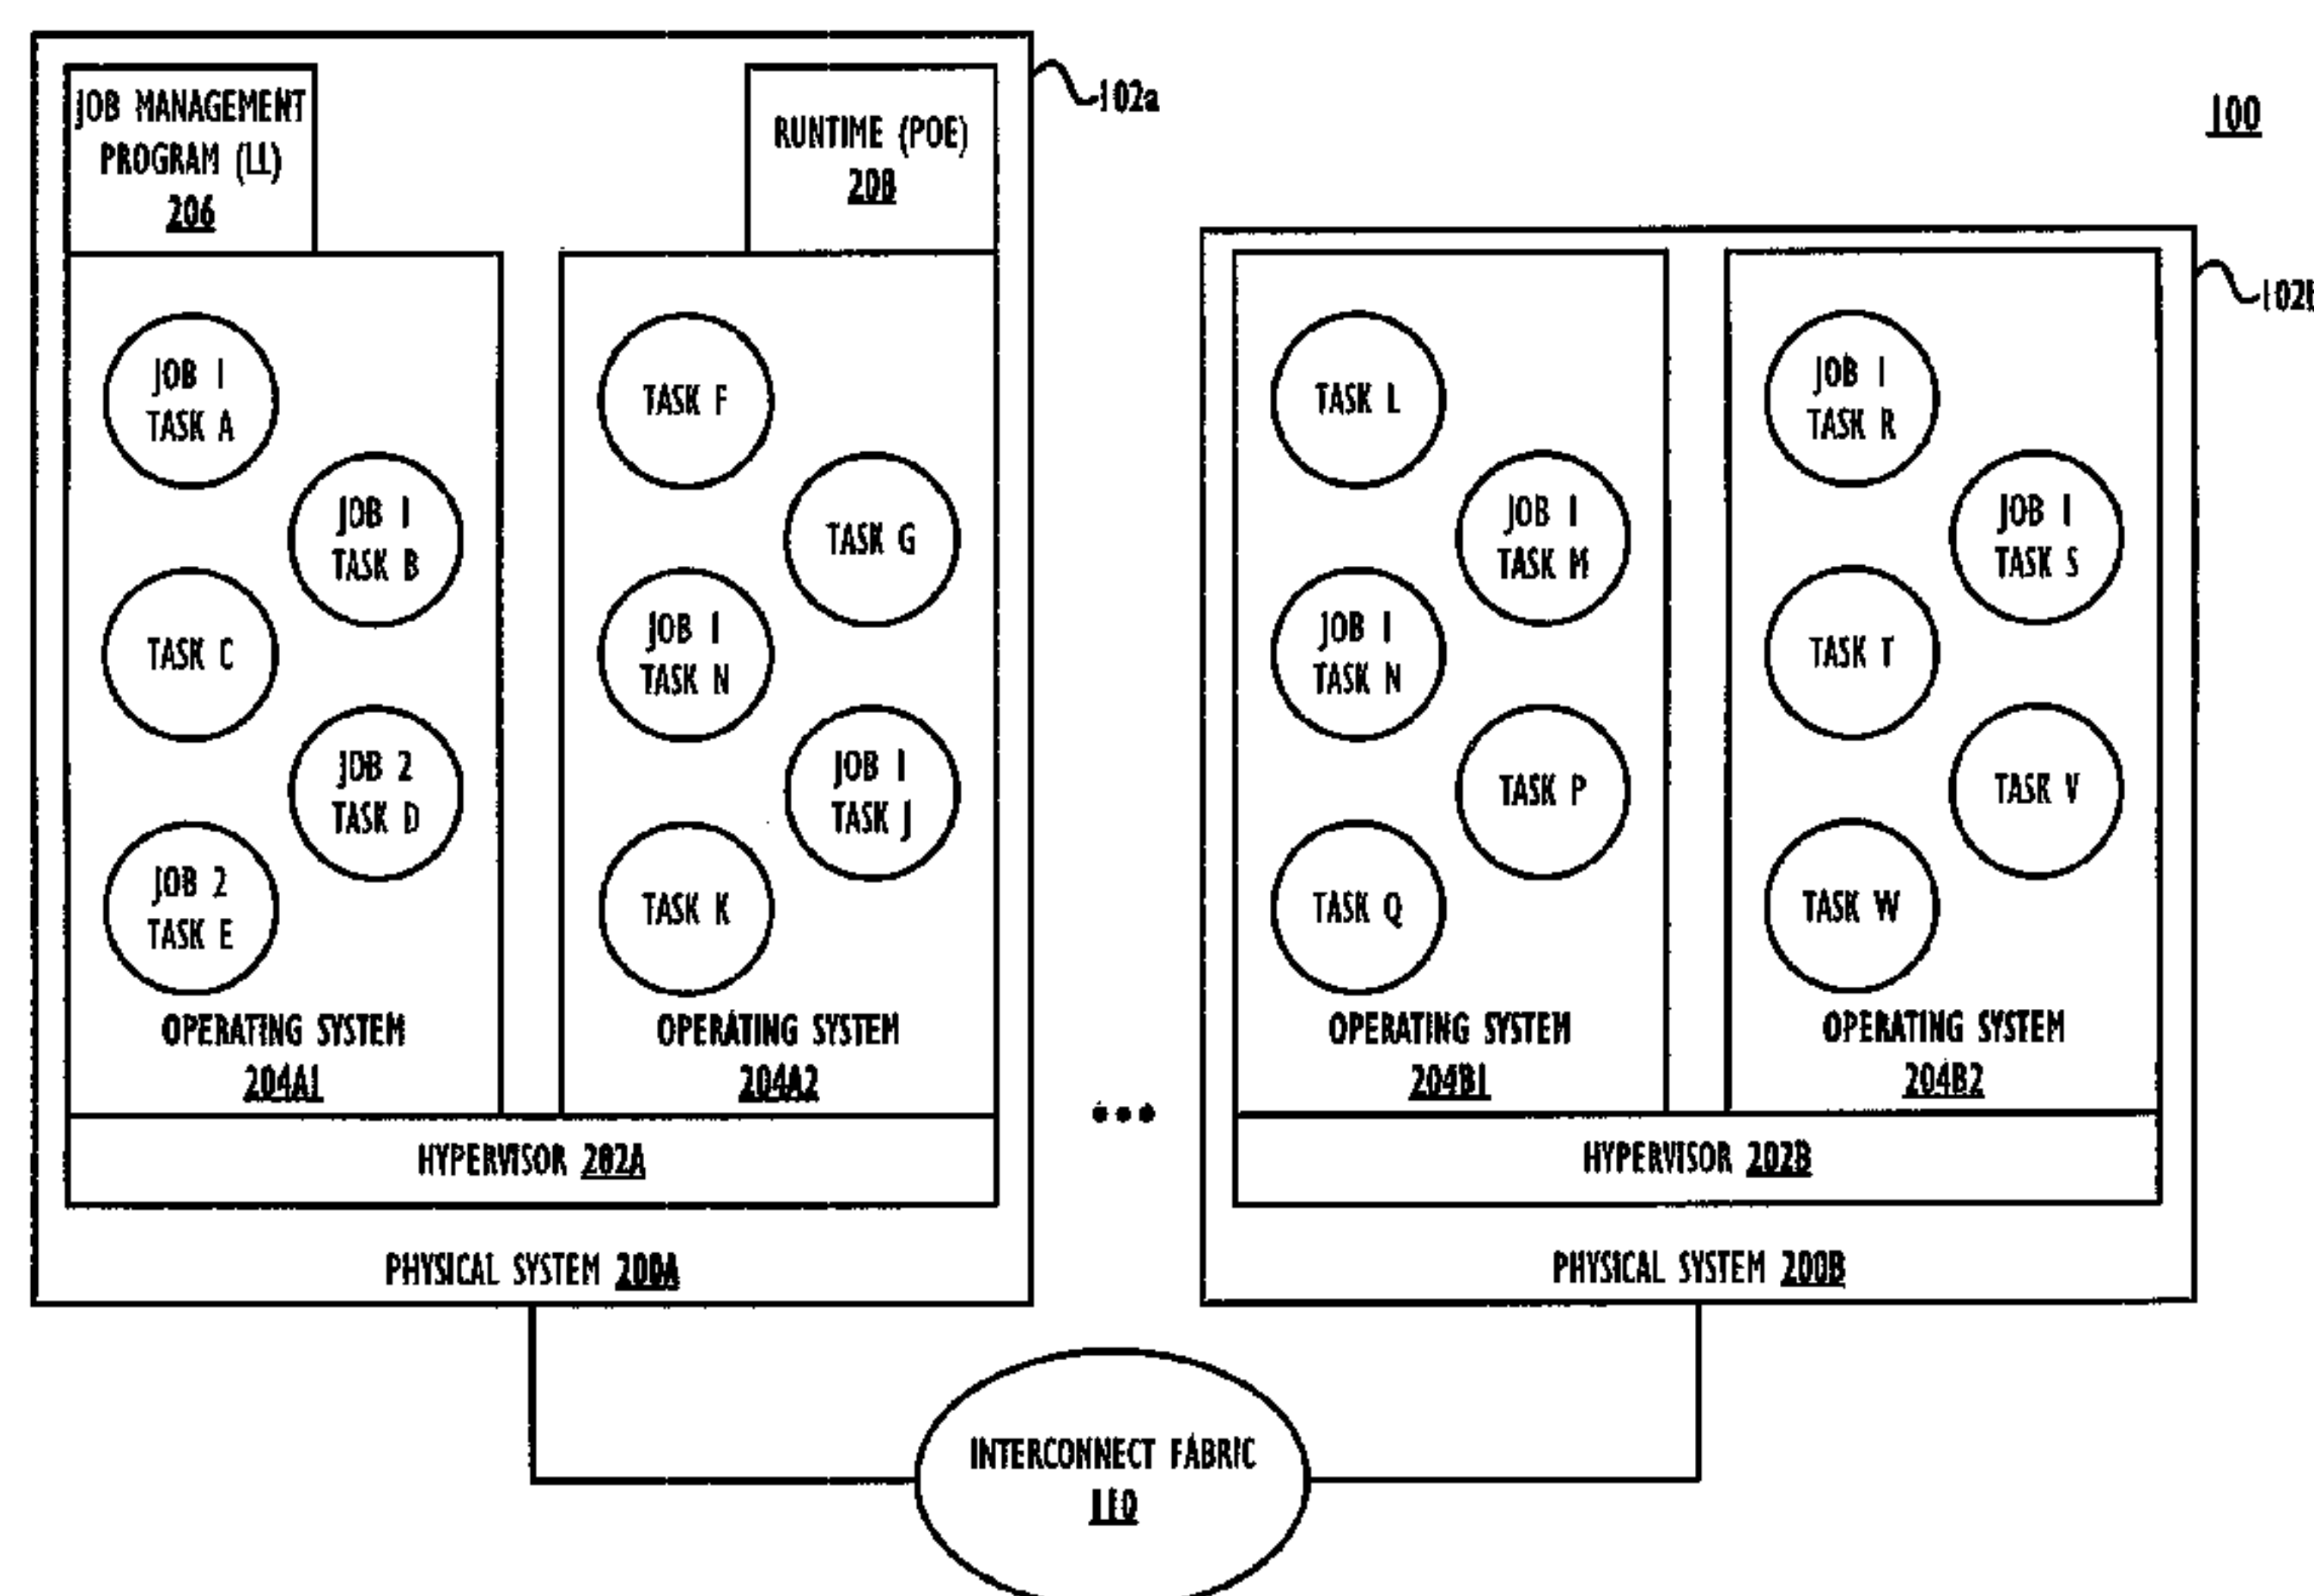 JOB MANAGEMENT
PROGRAM (LL)
206
RUNTIME (POE)
208
102a
100
JOB 1
TASK A
JOB 1
TASK B
TASK C
JOB 2
TASK D
JOB 2
TASK E
OPERATING SYSTEM
204A1
TASK F
TASK G
JOB 1
TASK N
JOB 1
TASK J
TASK K
OPERATING SYSTEM
204A2
HYPERVISOR 202A
PHYSICAL SYSTEM 200A
...
102b
TASK L
JOB 1
TASK M
JOB 1
TASK N
TASK P
TASK Q
OPERATING SYSTEM
204B1
JOB 1
TASK R
JOB 1
TASK S
TASK T
TASK V
TASK W
OPERATING SYSTEM
204B2
HYPERVISOR 202B
PHYSICAL SYSTEM 200B
INTERCONNECT FABRIC
110